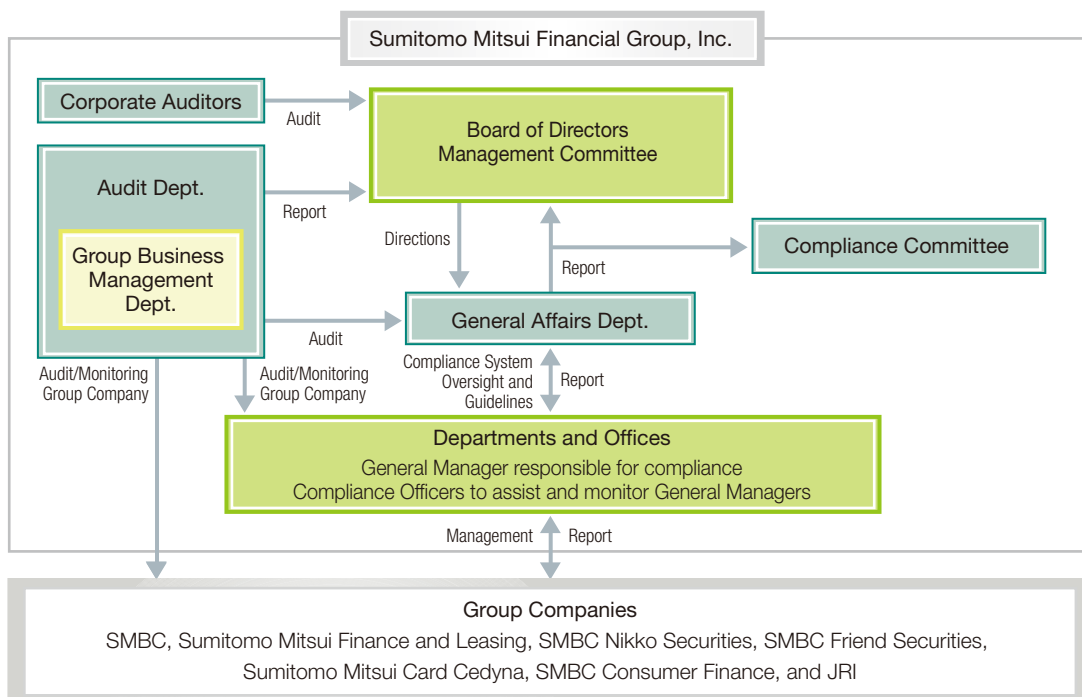 Sumitomo Mitsui Financial Group, Inc.
Corporate Auditors
Audit
Board of Directors
Management Committee
Audit Dept.
Report
Group Business
Management
Dept.
Directions
Report
Compliance Committee
General Affairs Dept.
Audit
Audit/Monitoring
Group Company
Audit/Monitoring
Group Company
Compliance System
Oversight and
Guidelines
Report
Departments and Offices
General Manager responsible for compliance
Compliance Officers to assist and monitor General Managers
Management
Report
Group Companies
SMBC, Sumitomo Mitsui Finance and Leasing, SMBC Nikko Securities, SMBC Friend Securities,
Sumitomo Mitsui Card Cedyna, SMBC Consumer Finance, and JRI